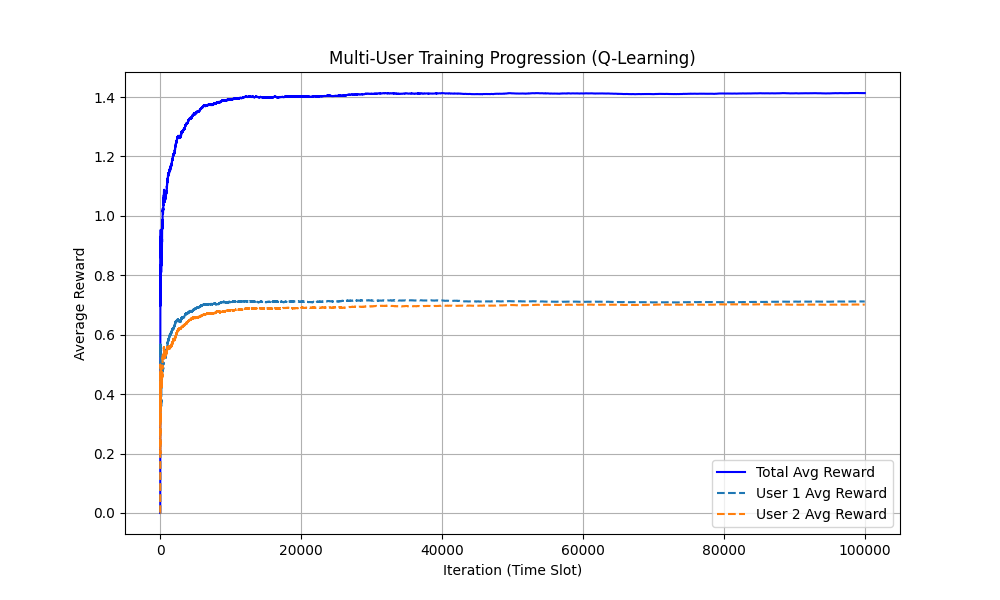 Multi-User Training Progression (Q-Learning)
Average Reward
1.4
1.2
1.0
0.8
0.6
0.4
0.2
0.0
Total Avg Reward
User 1 Avg Reward
User 2 Avg Reward
0 20000 40000 60000 80000 100000
Iteration (Time Slot)